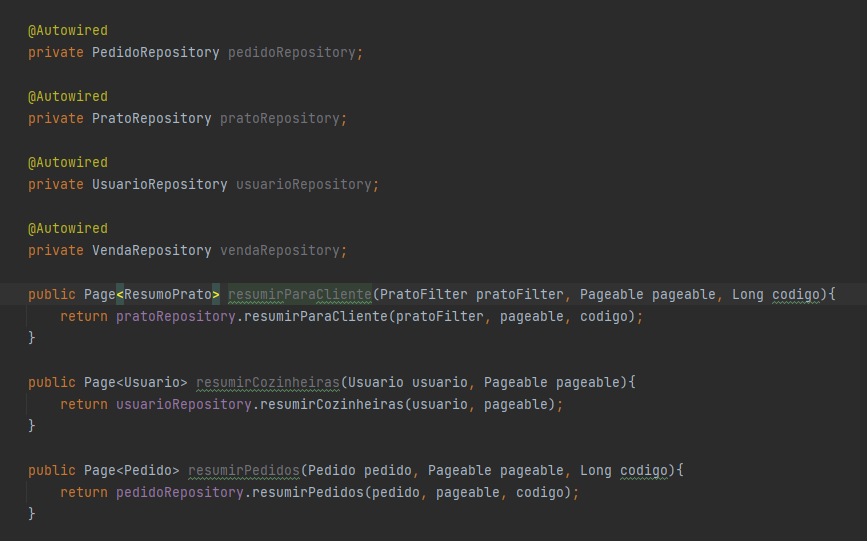 @Autowired
private PedidoRepository pedidoRepository;
@Autowired
private PratoRepository pratoRepository;
@Autowired
private UsuarioRepository usuarioRepository;
@Autowired
private VendaRepository vendaRepository;
public Page<ResumoPrato> resumirParaCliente(PratoFilter pratoFilter, Pageable pageable, Long codigo){
return pratoRepository.resumirParaCliente(pratoFilter, pageable, codigo);
}
public Page<Usuario> resumirCozinheiras(Usuario usuario, Pageable pageable){
return usuarioRepository.resumirCozinheiras(usuario, pageable);
}
public Page<Pedido> resumirPedidos(Pedido pedido, Pageable pageable, Long codigo){
return pedidoRepository.resumirPedidos(pedido, pageable, codigo);
}